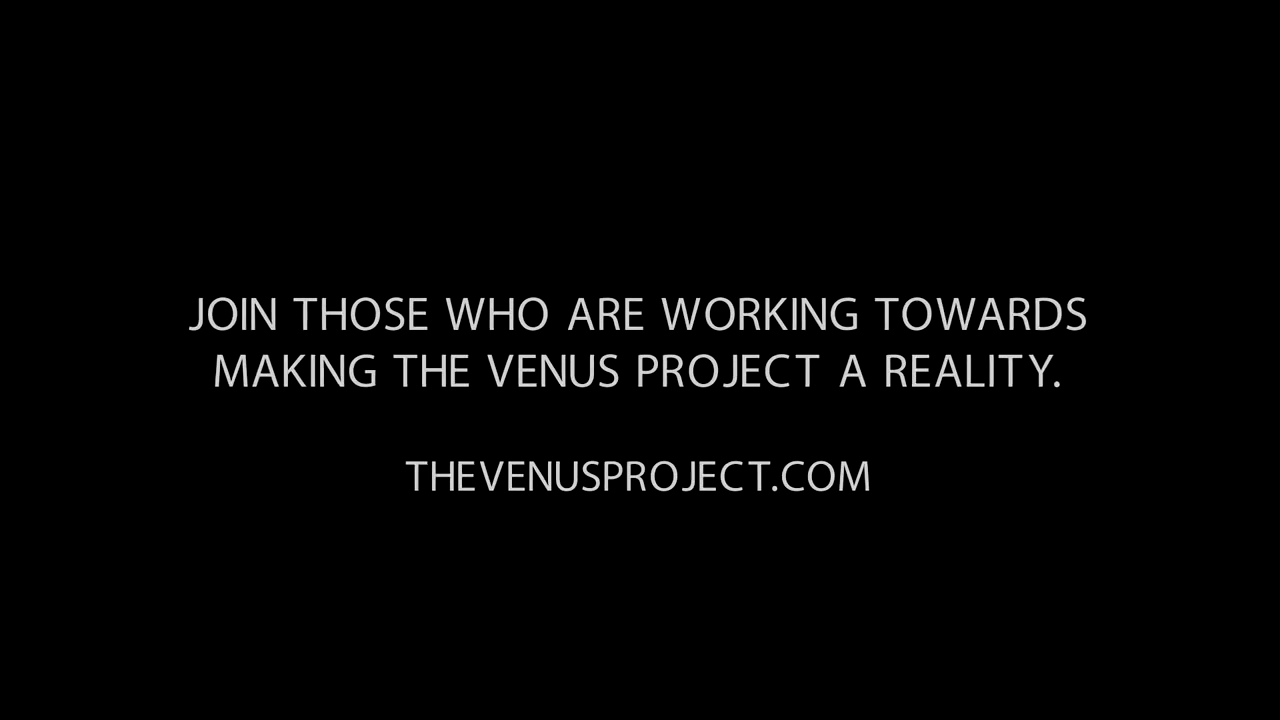 JOIN THOSE WHO ARE WORKING TOWARDS
MAKING THE VENUS PROJECT A REALITY.
THEVENUSPROJECT.COM